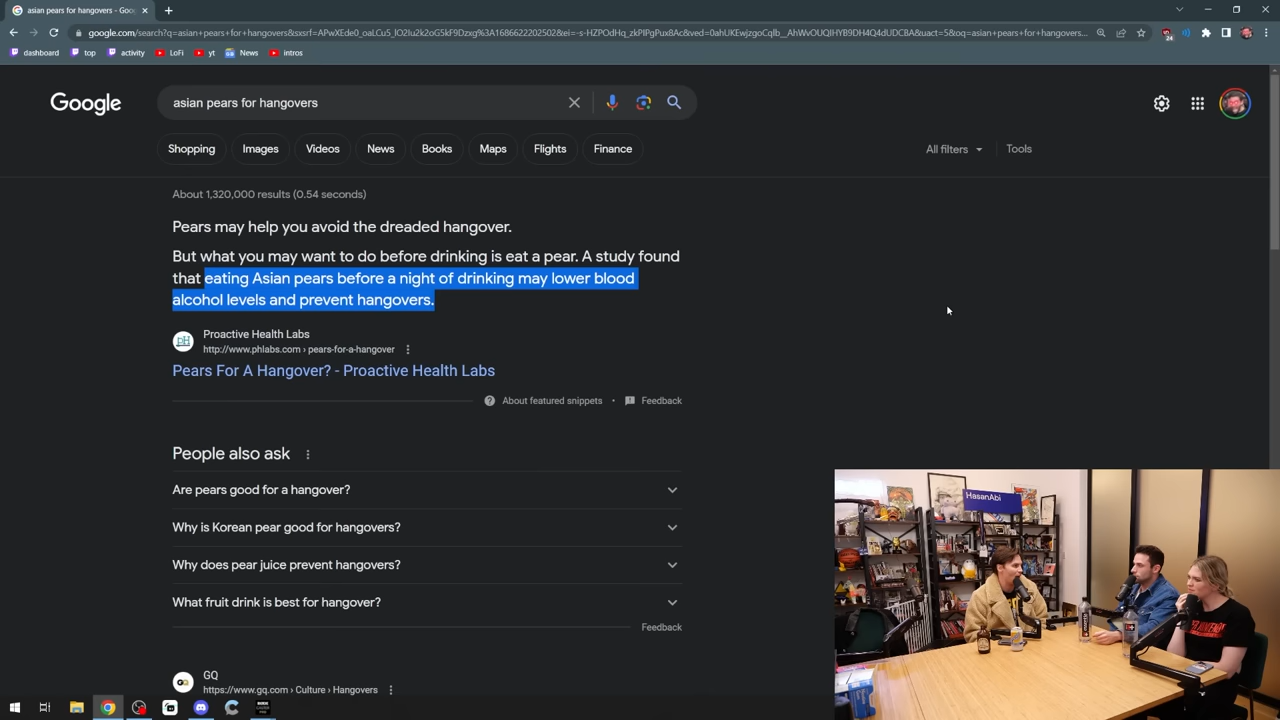 asian pears for hangovers - Goo
google.com/search?q=asian+pears+for+hangovers
dashboard
top
activity
LoFi
yt
News
intros
24
Google
asian pears for hangovers
Shopping
Images
Videos
News
Books
Maps
Flights
Finance
All filters
Tools
About 1,320,000 results (0.54 seconds)
Pears may help you avoid the dreaded hangover.
But what you may want to do before drinking is eat a pear. A study found
that eating Asian pears before a night of drinking may lower blood
alcohol levels and prevent hangovers.
Proactive Health Labs
http://www.phlabs.com › pears-for-a-hangover
Pears For A Hangover? - Proactive Health Labs
About featured snippets • Feedback
People also ask
Are pears good for a hangover?
Why is Korean pear good for hangovers?
Why does pear juice prevent hangovers?
What fruit drink is best for hangover?
Feedback
GQ
https://www.gq.com › Culture › Hangovers
HasanAbi